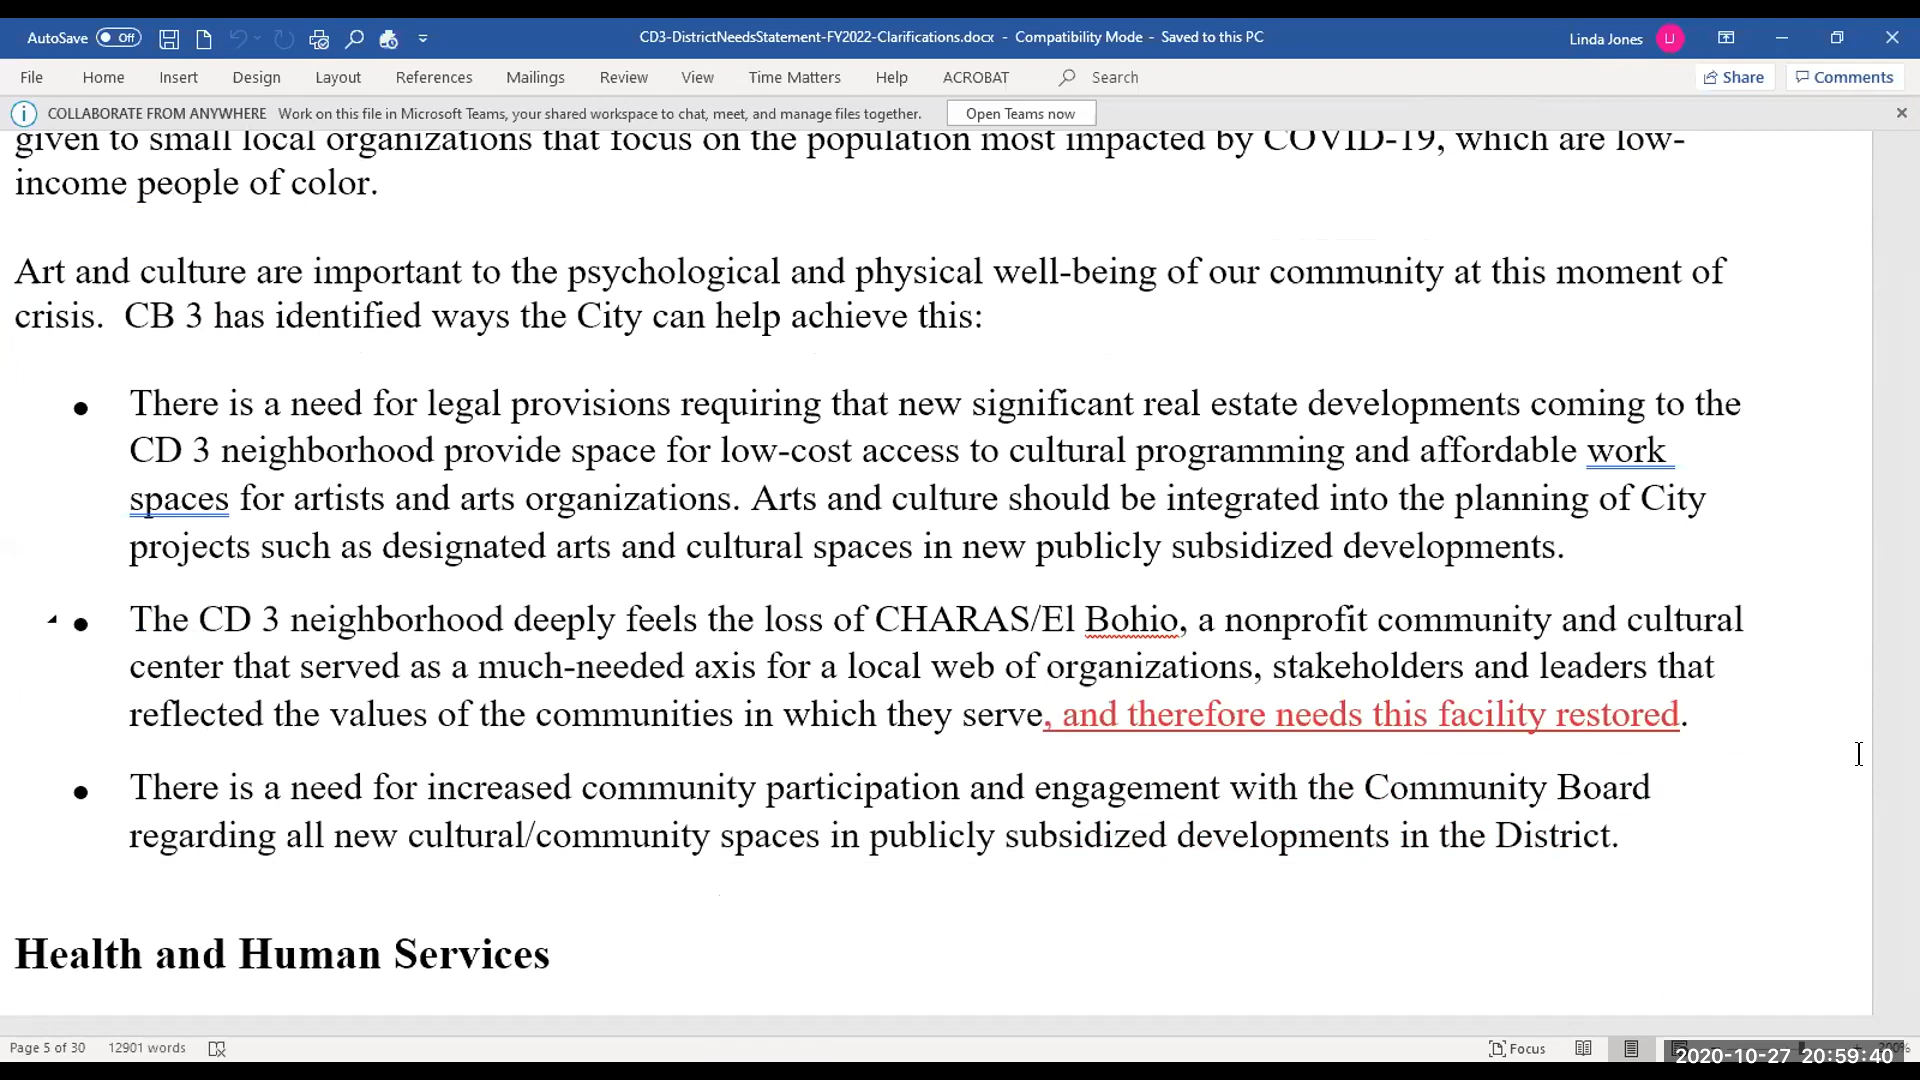 AutoSave Off CD3-DistrictNeedsStatement-FY2022-Clarifications.docx - Compatibility Mode - Saved to this PC Linda Jones LJ
File Home Insert Design Layout References Mailings Review View Time Matters Help ACROBAT Search Share Comments
COLLABORATE FROM ANYWHERE Work on this file in Microsoft Teams, your shared workspace to chat, meet, and manage files together. Open Teams now
given to small local organizations that focus on the population most impacted by COVID-19, which are low-
income people of color.
Art and culture are important to the psychological and physical well-being of our community at this moment of
crisis. CB 3 has identified ways the City can help achieve this:
● There is a need for legal provisions requiring that new significant real estate developments coming to the
CD 3 neighborhood provide space for low-cost access to cultural programming and affordable work
spaces for artists and arts organizations. Arts and culture should be integrated into the planning of City
projects such as designated arts and cultural spaces in new publicly subsidized developments.
● The CD 3 neighborhood deeply feels the loss of CHARAS/El Bohio, a nonprofit community and cultural
center that served as a much-needed axis for a local web of organizations, stakeholders and leaders that
reflected the values of the communities in which they serve, and therefore needs this facility restored.
● There is a need for increased community participation and engagement with the Community Board
regarding all new cultural/community spaces in publicly subsidized developments in the District.
Health and Human Services
Page 5 of 30 12901 words Focus
2020-10-27 20:59:40